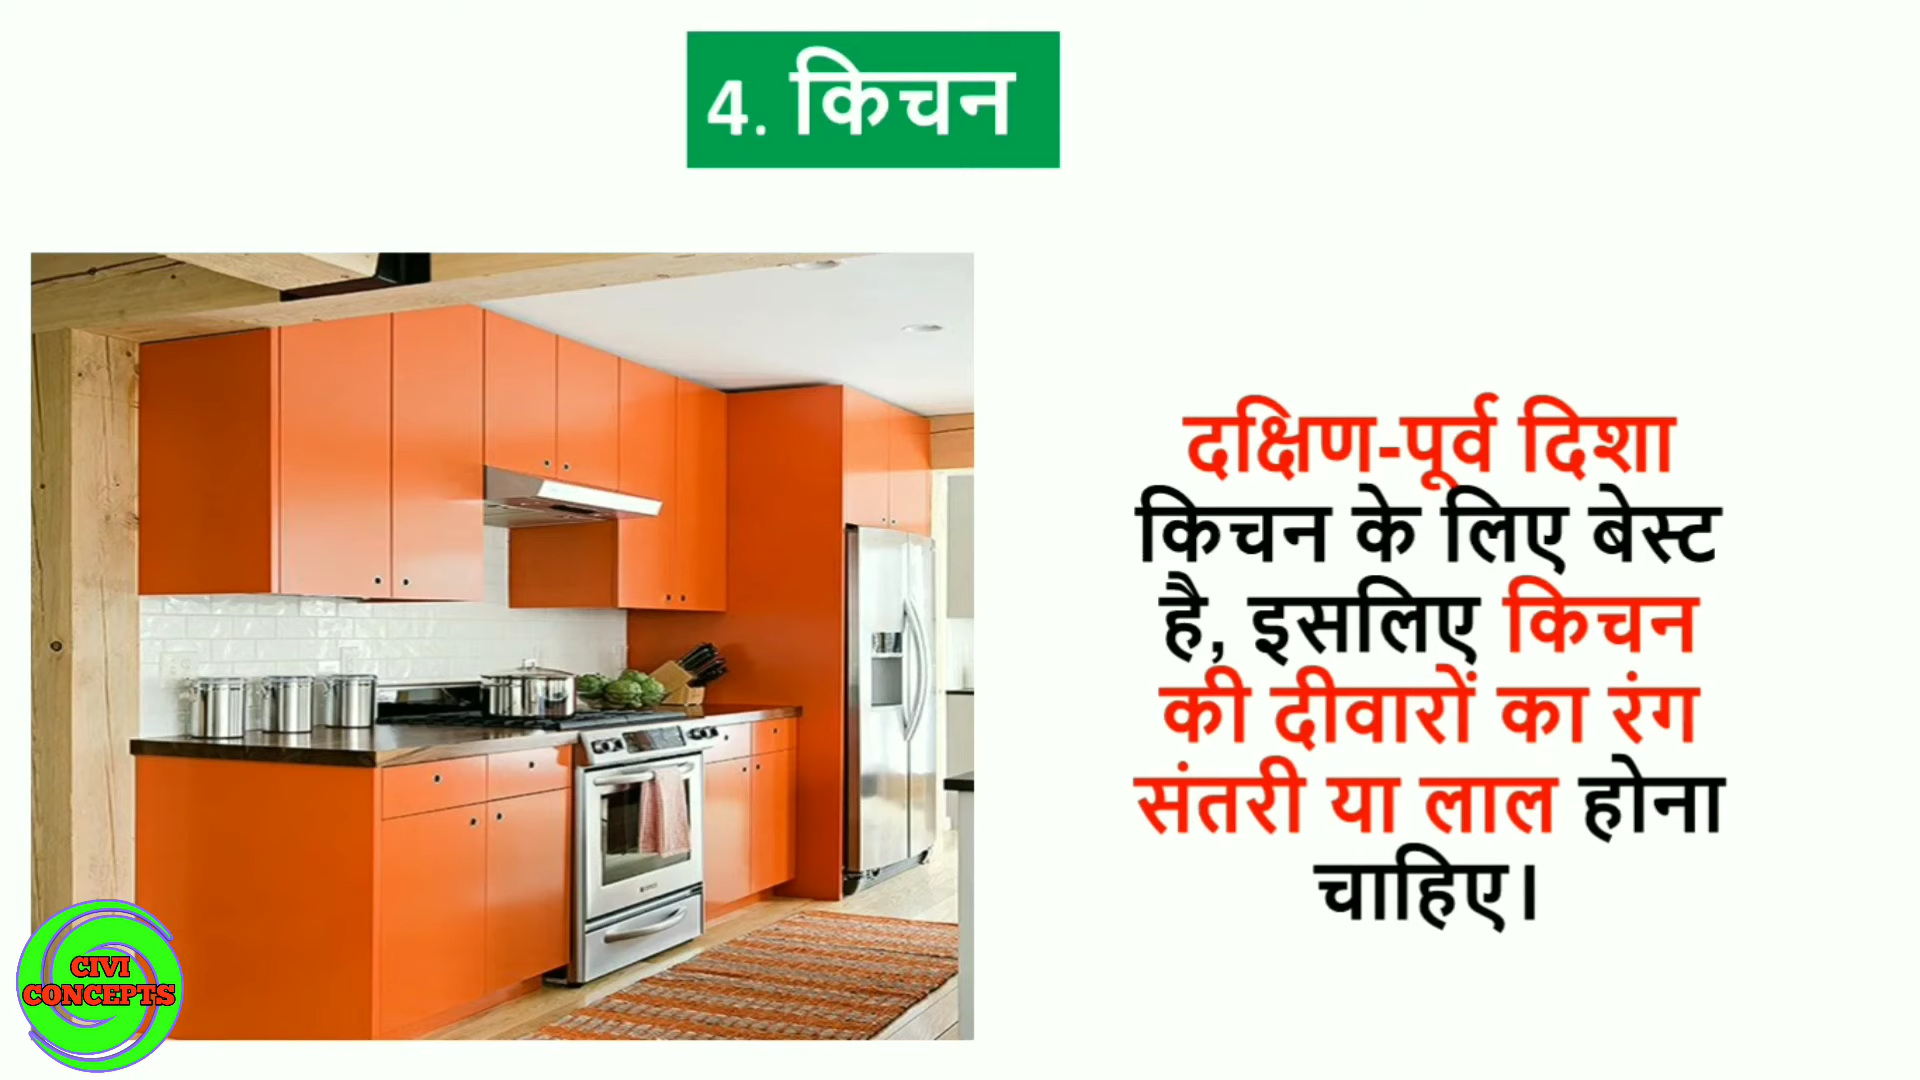 4. किचन
दक्षिण-पूर्व दिशा
किचन के लिए बेस्ट
है, इसलिए किचन
की दीवारों का रंग
संतरी या लाल होना
चाहिए।
CIVI
CONCEPTS